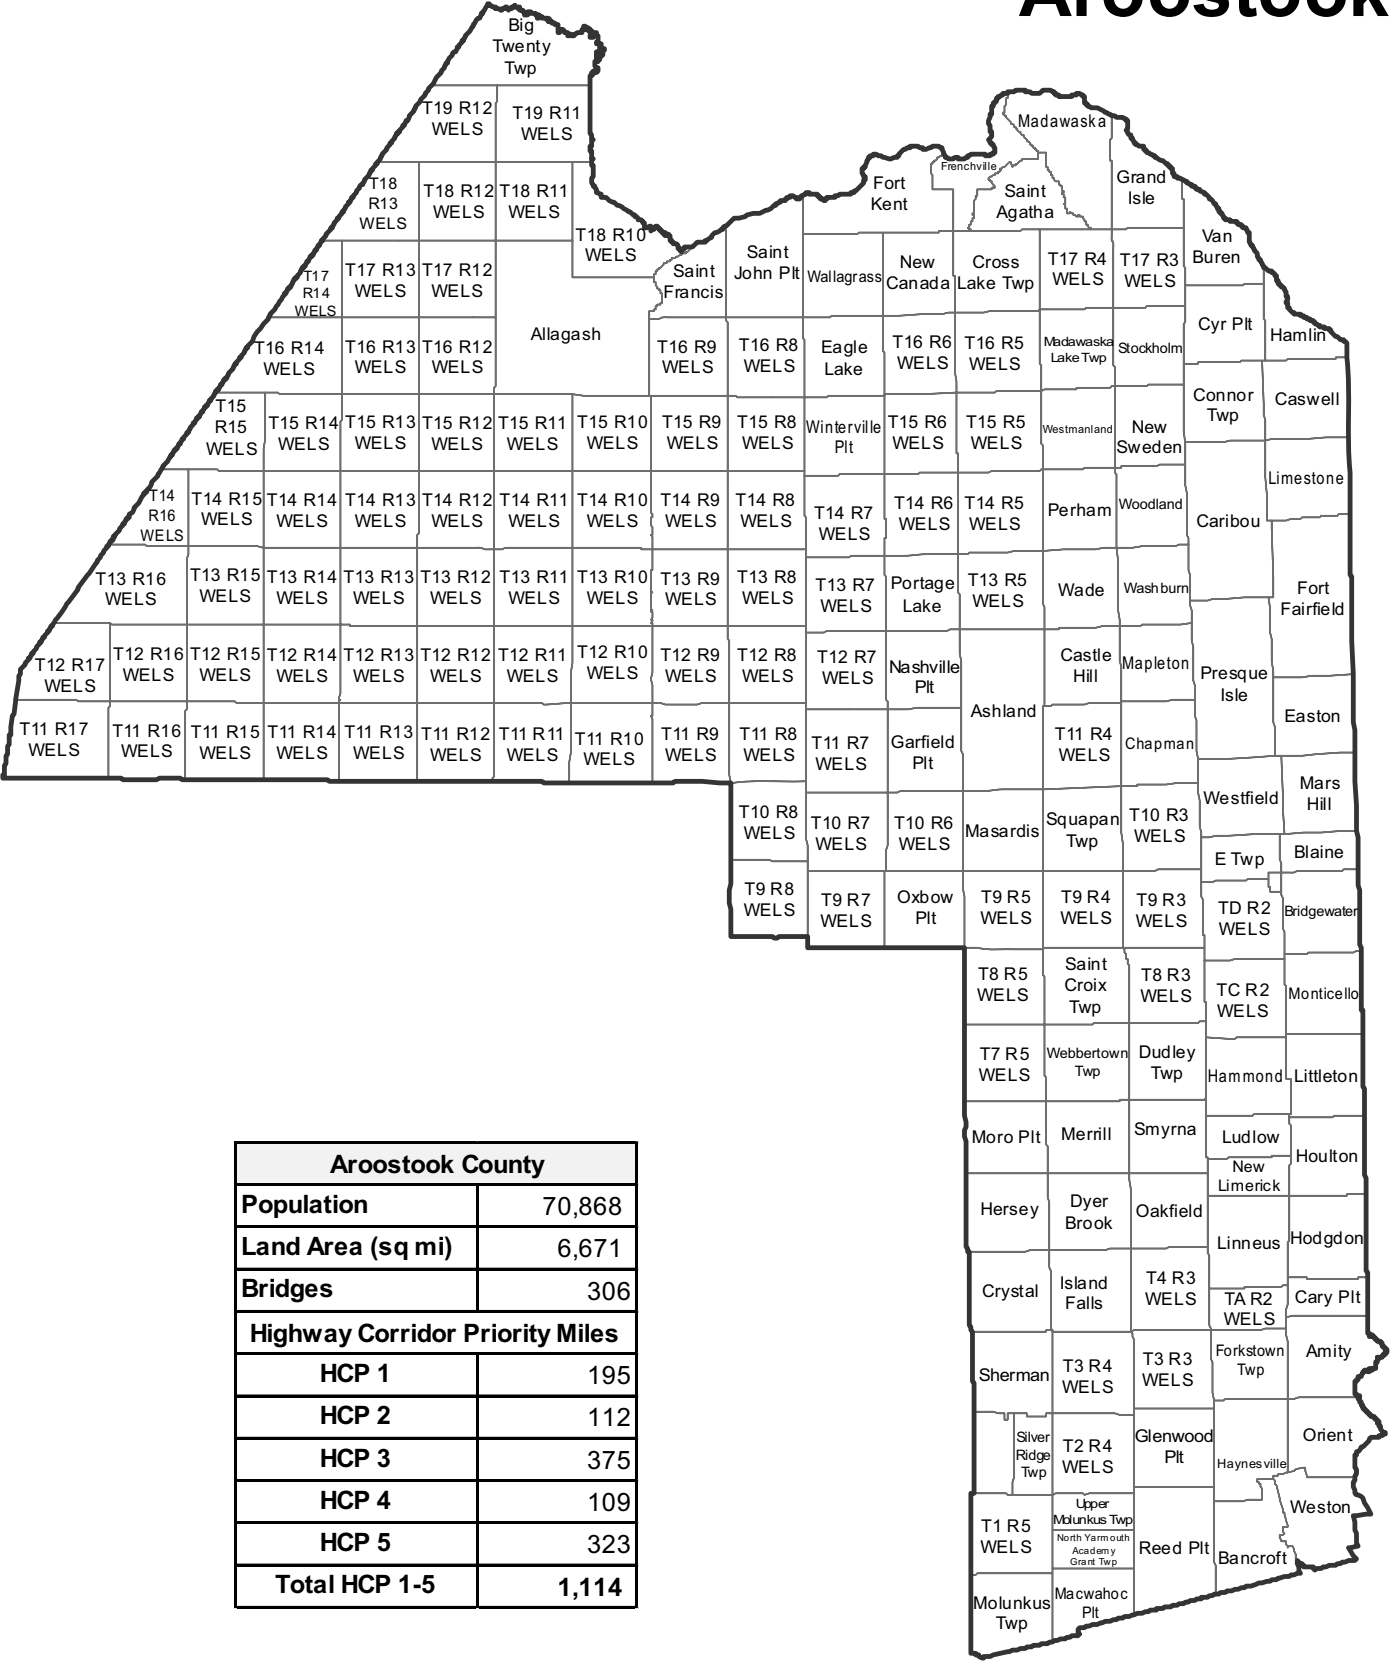 Aroostook
Big
Twenty
Twp
T19 R12
WELS
T19 R11
WELS
Madawaska
Frenchville
Fort
Kent
Saint
Agatha
Grand
Isle
T18
R13
WELS
T18 R12
WELS
T18 R11
WELS
T18 R10
WELS
Van
Buren
T17
R14
WELS
T17 R13
WELS
T17 R12
WELS
Allagash
Saint
Francis
Saint
John Plt
Wallagrass
New
Canada
Cross
Lake Twp
T17 R4
WELS
T17 R3
WELS
Cyr Plt
Hamlin
T16 R14
WELS
T16 R13
WELS
T16 R12
WELS
T16 R9
WELS
T16 R8
WELS
Eagle
Lake
T16 R6
WELS
T16 R5
WELS
Madawaska
Lake Twp
Stockholm
Connor
Twp
Caswell
T15
R15
WELS
T15 R14
WELS
T15 R13
WELS
T15 R12
WELS
T15 R11
WELS
T15 R10
WELS
T15 R9
WELS
T15 R8
WELS
Winterville
Plt
T15 R6
WELS
T15 R5
WELS
Westmanland
New
Sweden
Limestone
T14
R16
WELS
T14 R15
WELS
T14 R14
WELS
T14 R13
WELS
T14 R12
WELS
T14 R11
WELS
T14 R10
WELS
T14 R9
WELS
T14 R8
WELS
T14 R7
WELS
T14 R6
WELS
T14 R5
WELS
Perham
Woodland
Caribou
T13 R16
WELS
T13 R15
WELS
T13 R14
WELS
T13 R13
WELS
T13 R12
WELS
T13 R11
WELS
T13 R10
WELS
T13 R9
WELS
T13 R8
WELS
T13 R7
WELS
Portage
Lake
T13 R5
WELS
Wade
Washburn
Fort
Fairfield
T12 R17
WELS
T12 R16
WELS
T12 R15
WELS
T12 R14
WELS
T12 R13
WELS
T12 R12
WELS
T12 R11
WELS
T12 R10
WELS
T12 R9
WELS
T12 R8
WELS
T12 R7
WELS
Nashville
Plt
Ashland
Castle
Hill
Mapleton
Presque
Isle
Easton
T11 R17
WELS
T11 R16
WELS
T11 R15
WELS
T11 R14
WELS
T11 R13
WELS
T11 R12
WELS
T11 R11
WELS
T11 R10
WELS
T11 R9
WELS
T11 R8
WELS
T11 R7
WELS
Garfield
Plt
T11 R4
WELS
Chapman
Westfield
Mars
Hill
T10 R8
WELS
T10 R7
WELS
T10 R6
WELS
Masardis
Squapan
Twp
T10 R3
WELS
E Twp
Blaine
T9 R8
WELS
T9 R7
WELS
Oxbow
Plt
T9 R5
WELS
T9 R4
WELS
T9 R3
WELS
TD R2
WELS
Bridgewater
T8 R5
WELS
Saint
Croix
Twp
T8 R3
WELS
TC R2
WELS
Monticello
T7 R5
WELS
Webbertown
Twp
Dudley
Twp
Hammond
Littleton
Moro Plt
Merrill
Smyrna
Ludlow
New
Limerick
Houlton
Hersey
Dyer
Brook
Oakfield
Linneus
Hodgdon
Crystal
Island
Falls
T4 R3
WELS
TA R2
WELS
Cary Plt
Sherman
T3 R4
WELS
T3 R3
WELS
Forkstown
Twp
Amity
Silver
Ridge
Twp
T2 R4
WELS
Glenwood
Plt
Haynesville
Orient
Weston
T1 R5
WELS
Upper
Molunkus Twp
North Yarmouth
Academy
Grant Twp
Reed Plt
Bancroft
Molunkus
Twp
Macwahoc
Plt
Aroostook County
Population 70,868
Land Area (sq mi) 6,671
Bridges 306
Highway Corridor Priority Miles
HCP 1 195
HCP 2 112
HCP 3 375
HCP 4 109
HCP 5 323
Total HCP 1-5 1,114